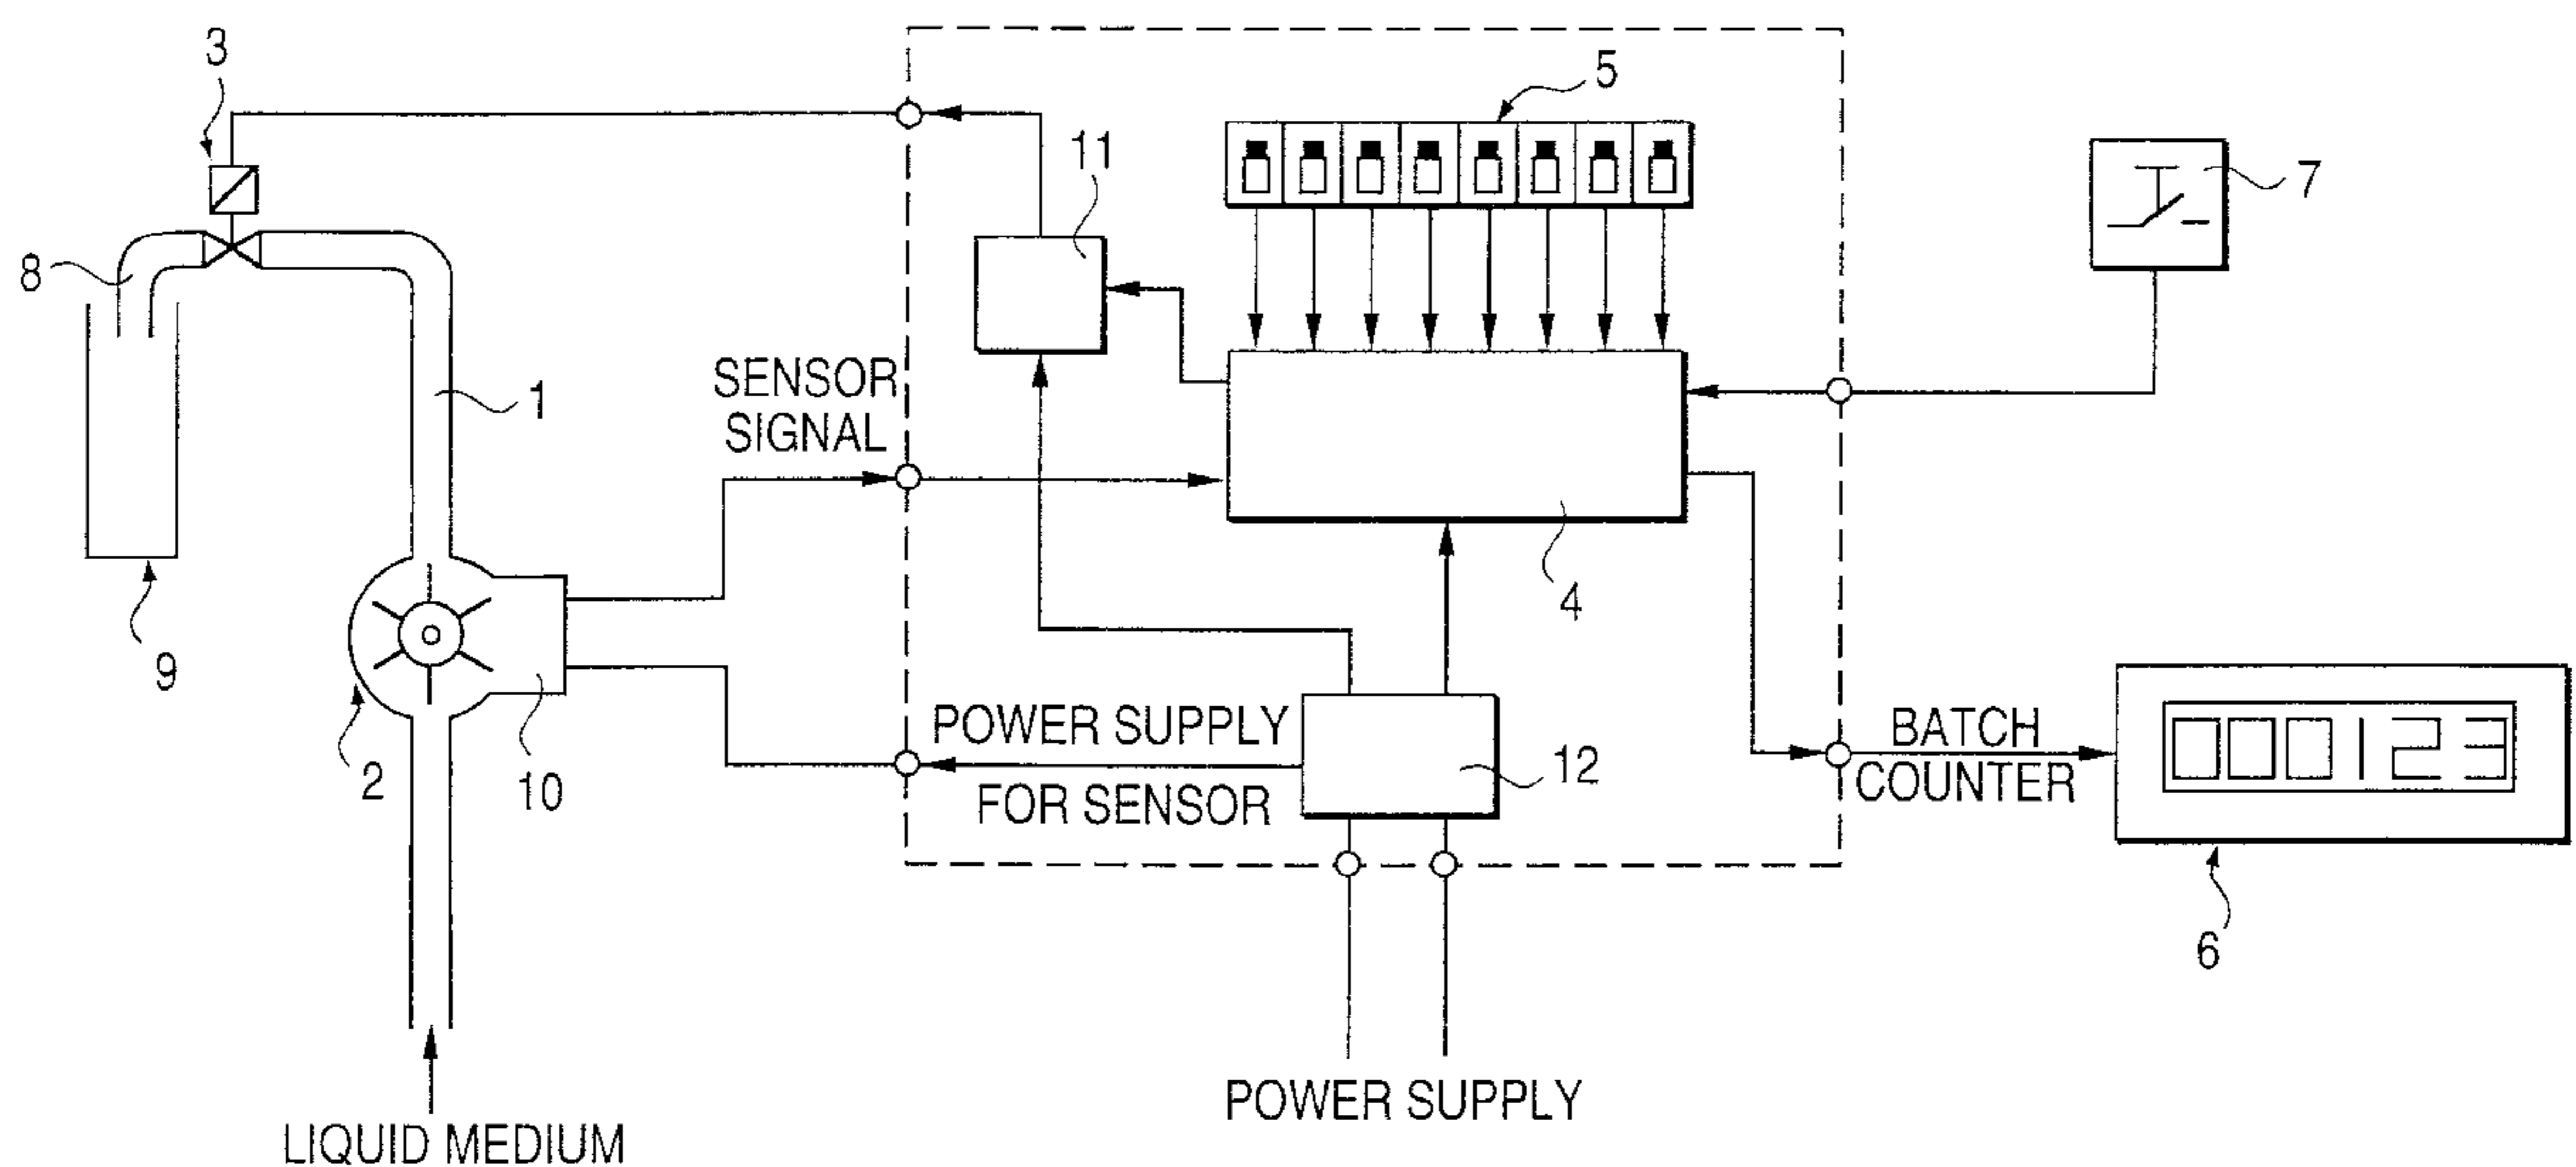 3
5
11
7
8
SENSOR
SIGNAL
1
4
9
POWER SUPPLY
FOR SENSOR
2
10
12
BATCH
COUNTER
000123
6
POWER SUPPLY
LIQUID MEDIUM